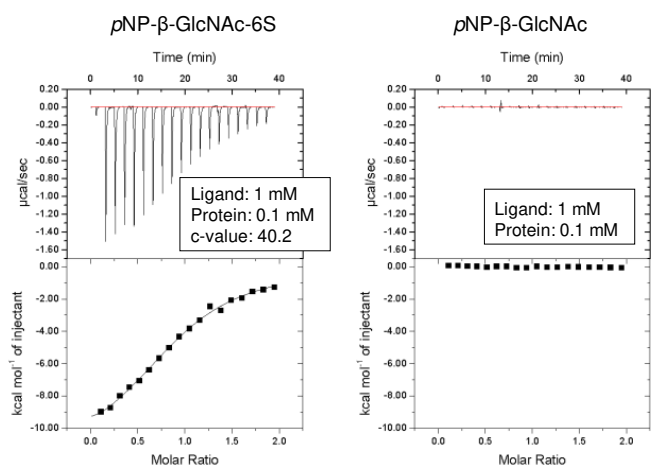 pNP-β-GlcNAc-6S
Time (min)
0 10 20 30 40
0.20
0.00
-0.20
-0.40
-0.60
-0.80
-1.00
-1.20
-1.40
-1.60
µcal/sec
Ligand: 1 mM
Protein: 0.1 mM
c-value: 40.2
0.00
-2.00
-4.00
-6.00
-8.00
-10.00
kcal mol-1 of injectant
0.0 0.5 1.0 1.5 2.0
Molar Ratio
pNP-β-GlcNAc
Time (min)
0 10 20 30 40
0.20
0.00
-0.20
-0.40
-0.60
-0.80
-1.00
-1.20
-1.40
-1.60
µcal/sec
Ligand: 1 mM
Protein: 0.1 mM
0.00
-2.00
-4.00
-6.00
-8.00
-10.00
kcal mol-1 of injectant
0.0 0.5 1.0 1.5 2.0
Molar Ratio